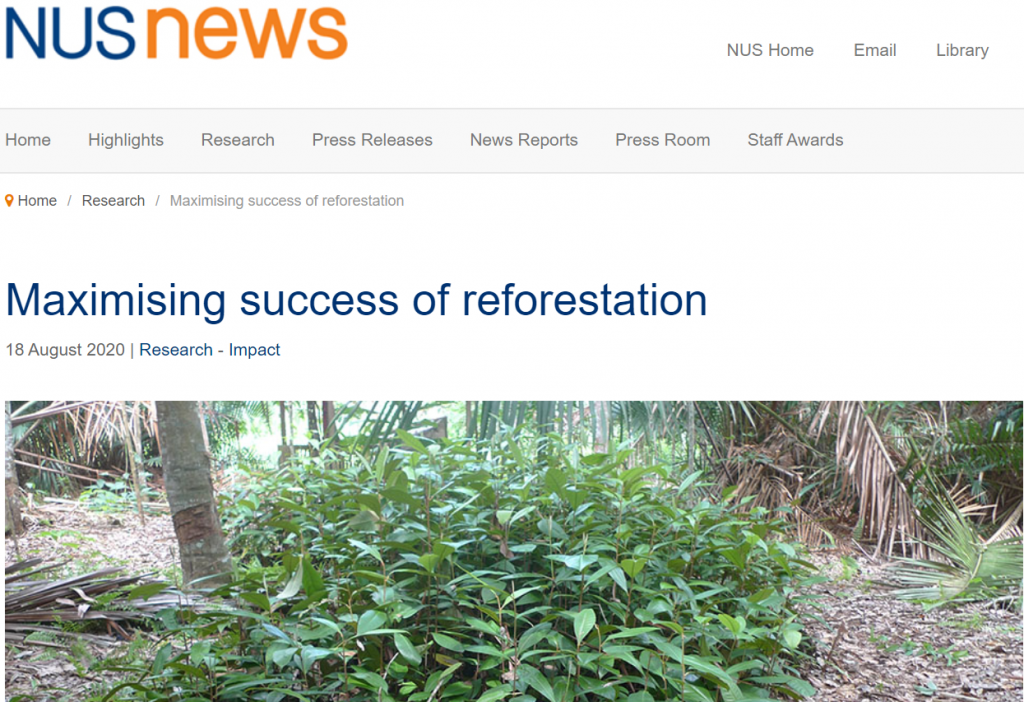 NUSnews
NUS Home Email Library
Home Highlights Research Press Releases News Reports Press Room Staff Awards
Home / Research / Maximising success of reforestation
Maximising success of reforestation
18 August 2020 | Research - Impact